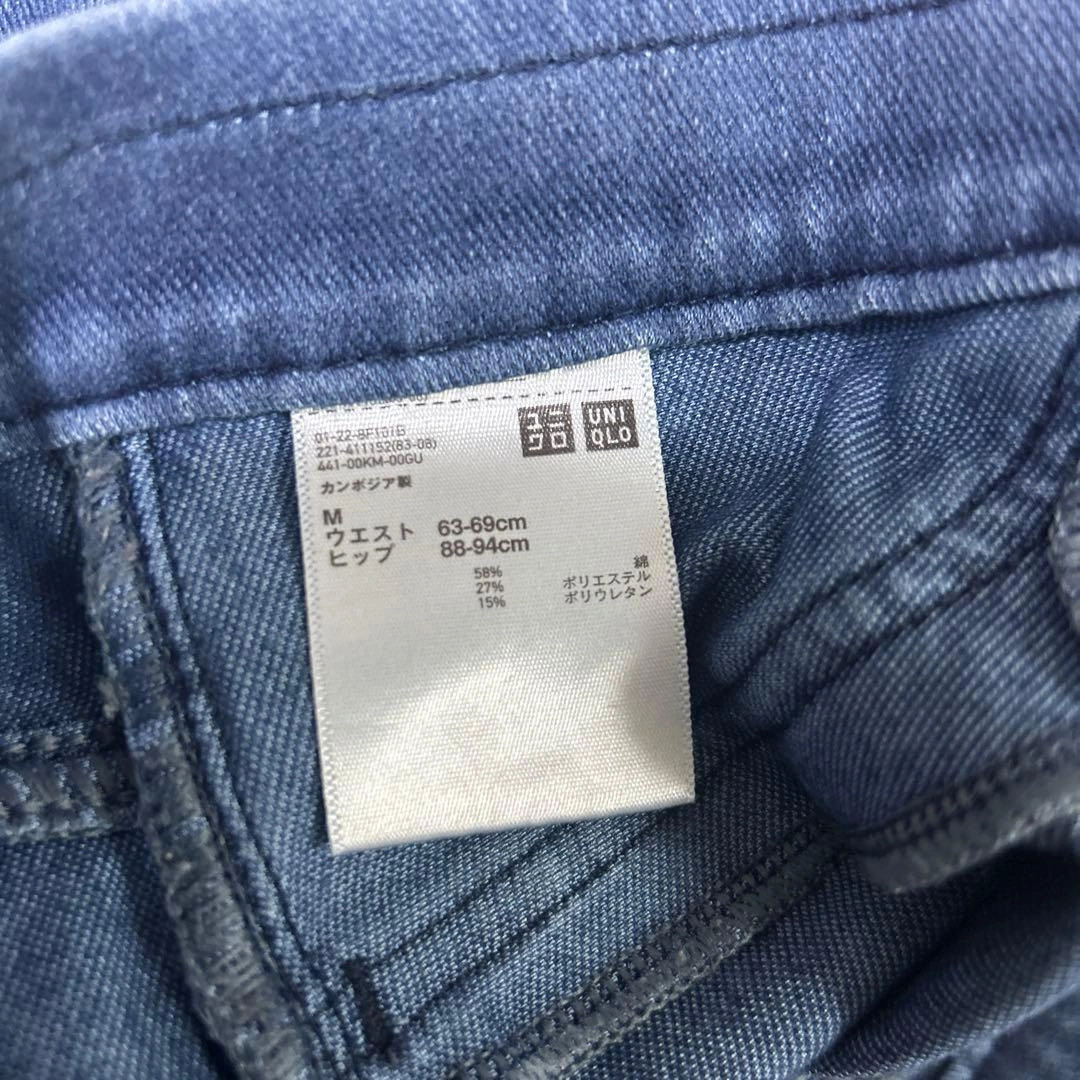 ユニクロ
UNIQLO
01-22-8F101B
221-411152(83-08)
441-00KM-00GU
カンボジア製
M
ウエスト 63-69cm
ヒップ 88-94cm
58% 綿
27% ポリエステル
15% ポリウレタン